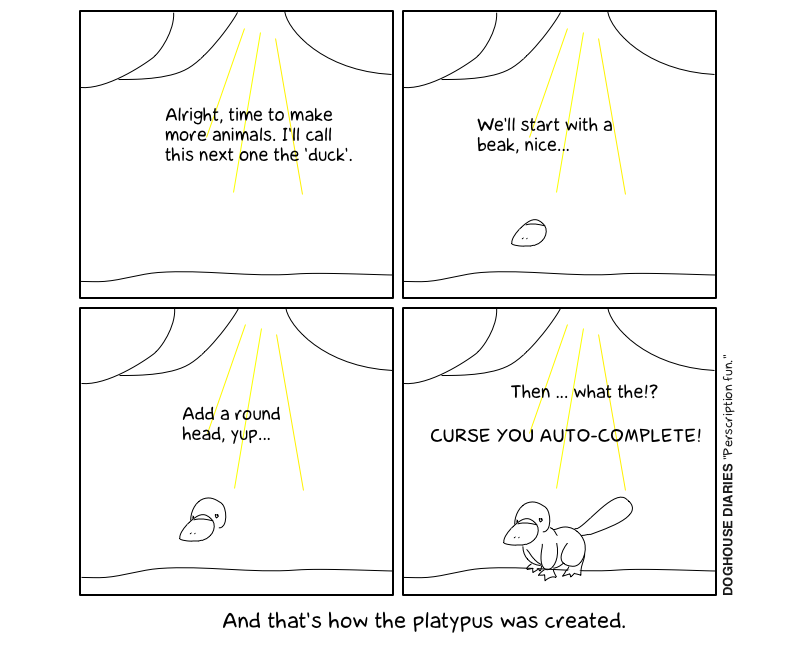 Alright, time to make
more animals. I'll call
this next one the 'duck'.
We'll start with a
beak, nice...
Add a round
head, yup...
Then ... what the!?
CURSE YOU AUTO-COMPLETE!
DOGHOUSE DIARIES "Perscription fun."
And that's how the platypus was created.